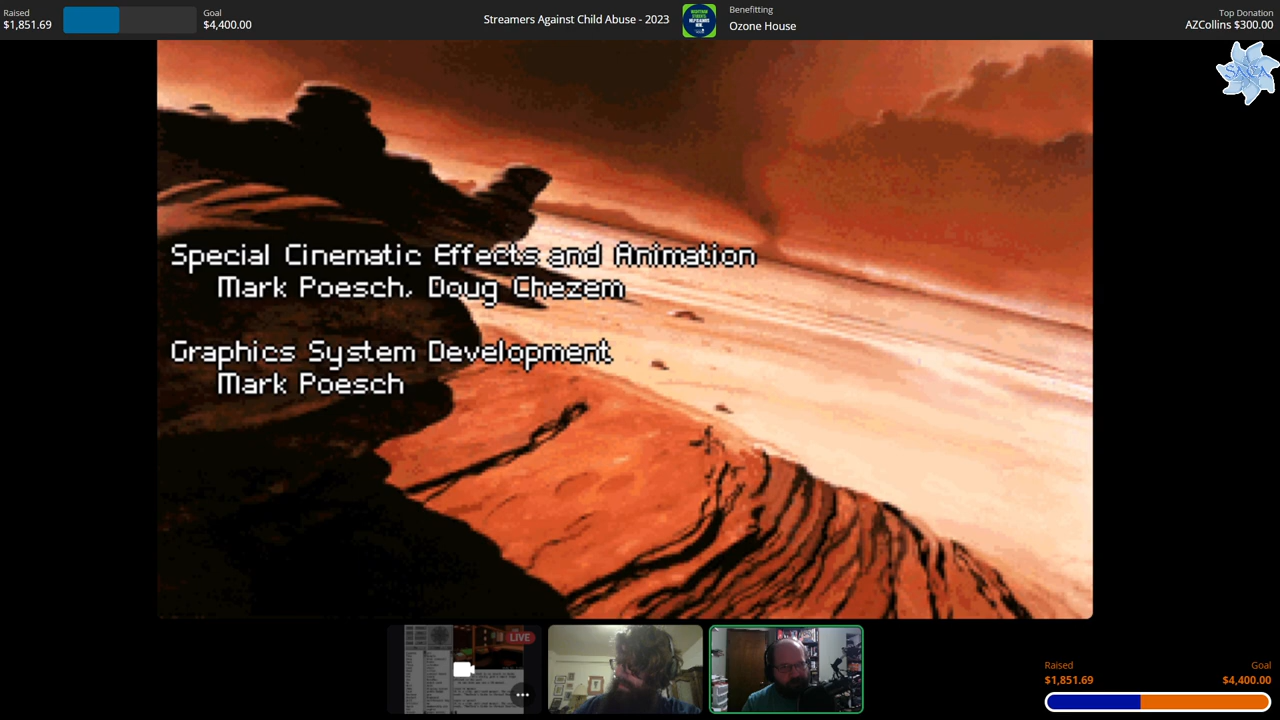 Raised
$1,851.69
Goal
$4,400.00
Streamers Against Child Abuse - 2023
Benefitting
Ozone House
Top Donation
AZCollins $300.00
SACA
Special Cinematic Effects and Animation
Mark Poesch, Doug Chezem
Graphics System Development
Mark Poesch
LIVE
Raised
Goal
$1,851.69
$4,400.00